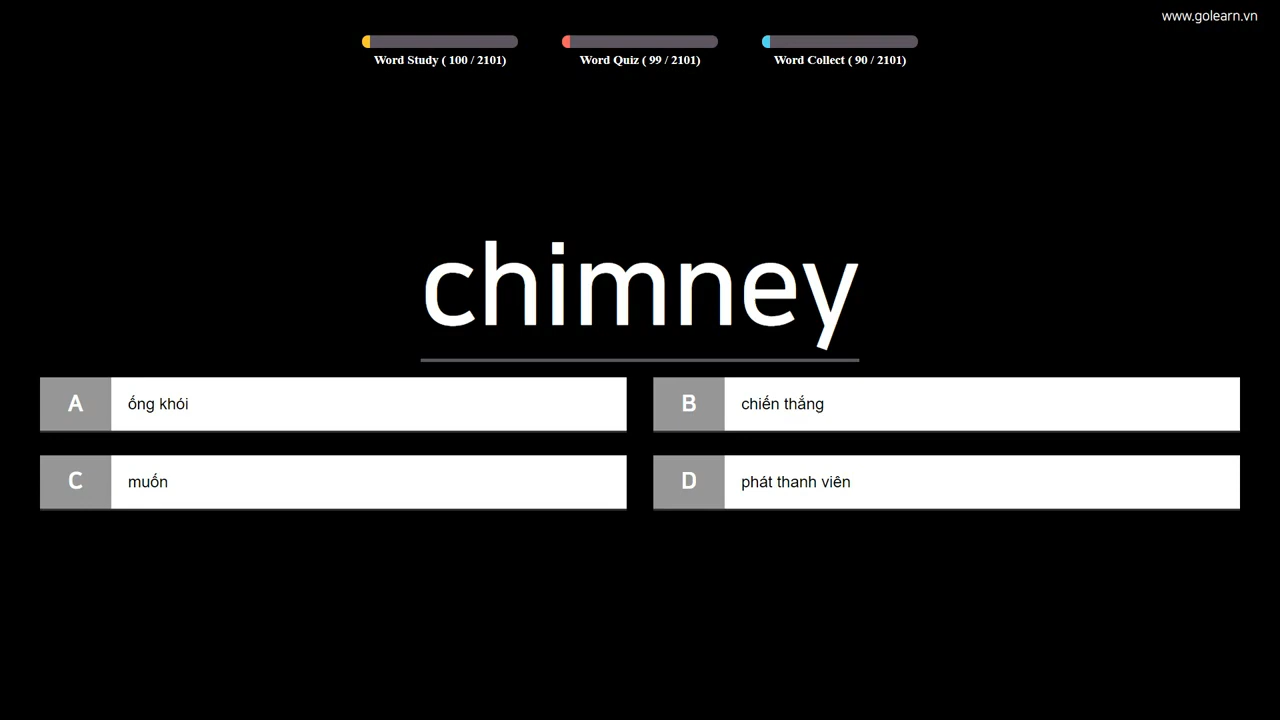 www.golearn.vn
Word Study ( 100 / 2101)
Word Quiz ( 99 / 2101)
Word Collect ( 90 / 2101)
chimney
A ống khói
B chiến thắng
C muốn
D phát thanh viên